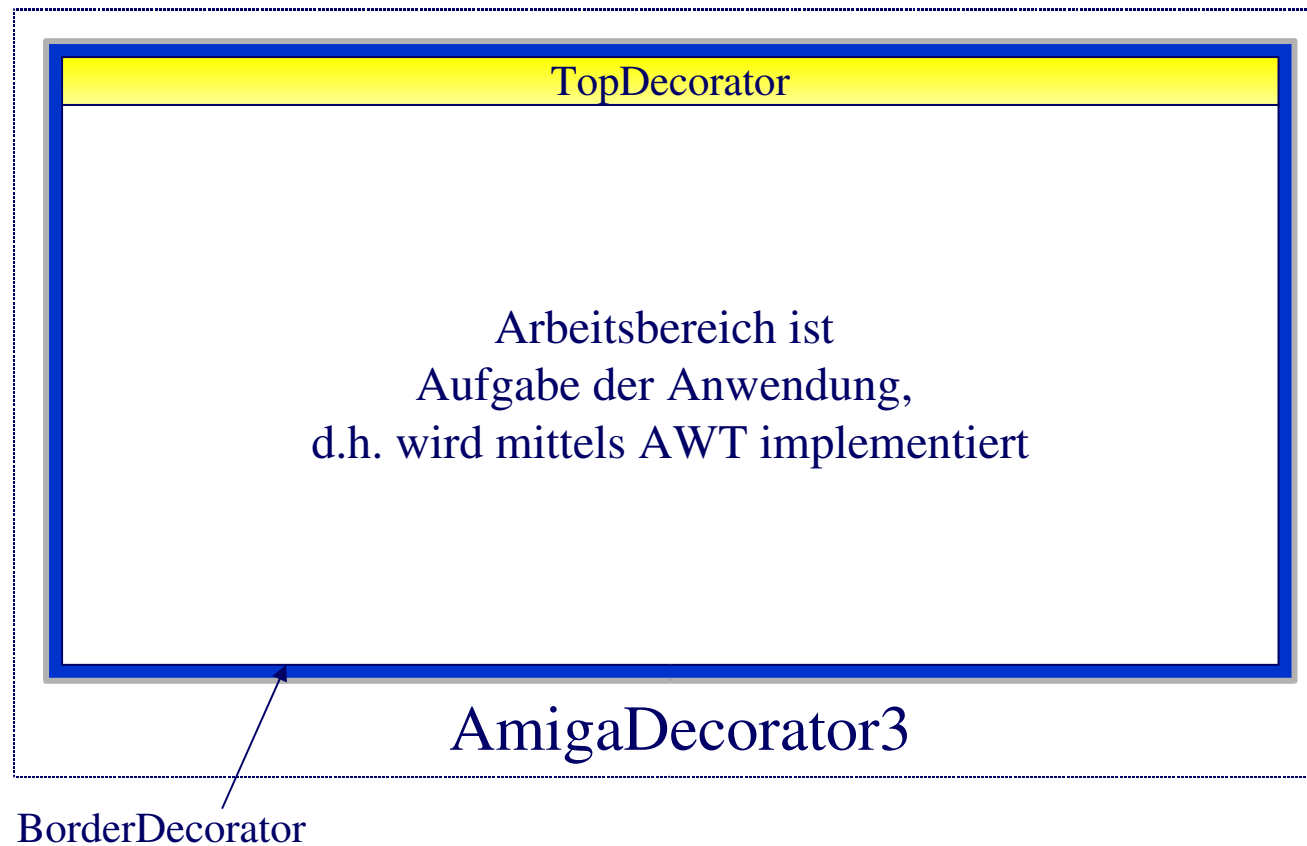 TopDecorator
Arbeitsbereich ist
Aufgabe der Anwendung,
d.h. wird mittels AWT implementiert
AmigaDecorator3
BorderDecorator